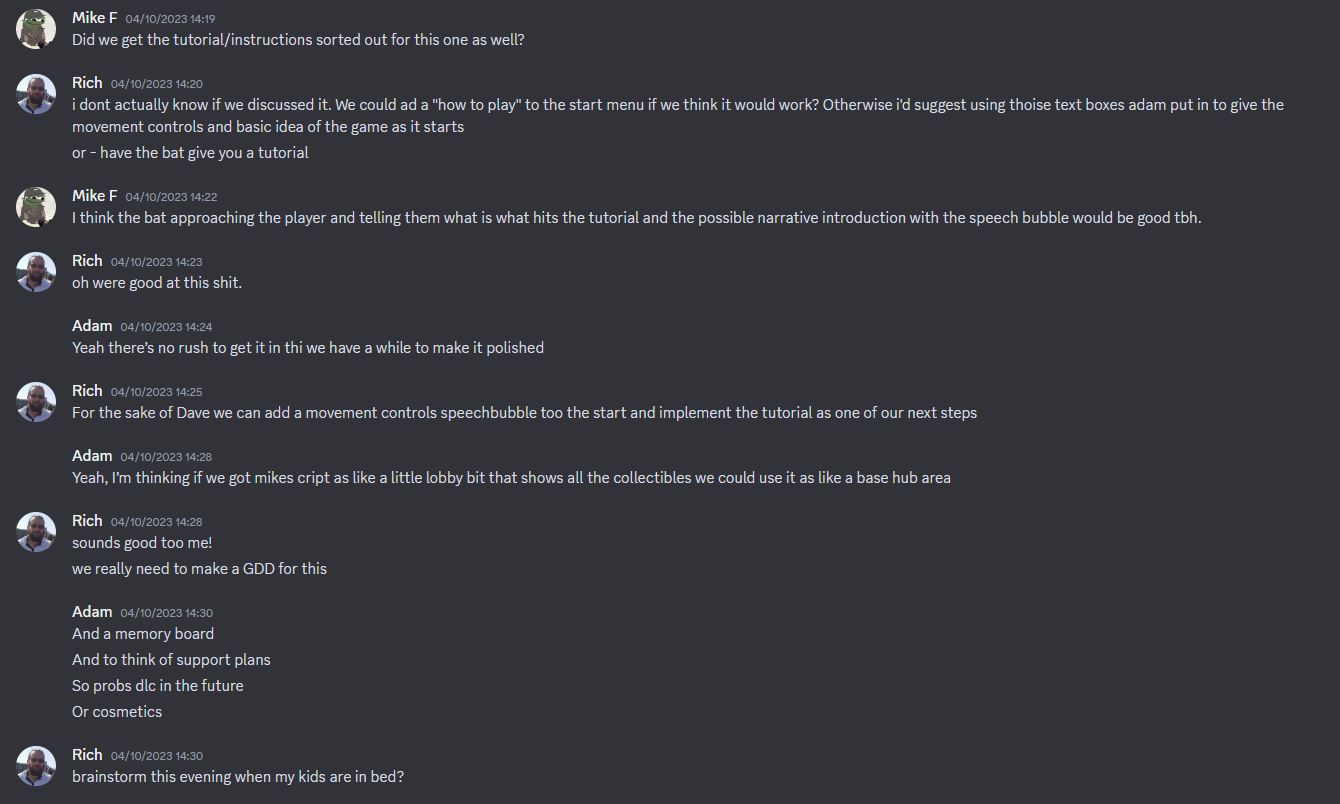 Mike F 04/10/2023 14:19
Did we get the tutorial/instructions sorted out for this one as well?
Rich 04/10/2023 14:20
i dont actually know if we discussed it. We could ad a "how to play" to the start menu if we think it would work? Otherwise i'd suggest using thoise text boxes adam put in to give the
movement controls and basic idea of the game as it starts
or - have the bat give you a tutorial
Mike F 04/10/2023 14:22
I think the bat approaching the player and telling them what is what hits the tutorial and the possible narrative introduction with the speech bubble would be good tbh.
Rich 04/10/2023 14:23
oh were good at this shit.
Adam 04/10/2023 14:24
Yeah there's no rush to get it in thi we have a while to make it polished
Rich 04/10/2023 14:25
For the sake of Dave we can add a movement controls speechbubble too the start and implement the tutorial as one of our next steps
Adam 04/10/2023 14:28
Yeah, I'm thinking if we got mikes cript as like a little lobby bit that shows all the collectibles we could use it as like a base hub area
Rich 04/10/2023 14:28
sounds good too me!
we really need to make a GDD for this
Adam 04/10/2023 14:30
And a memory board
And to think of support plans
So probs dlc in the future
Or cosmetics
Rich 04/10/2023 14:30
brainstorm this evening when my kids are in bed?